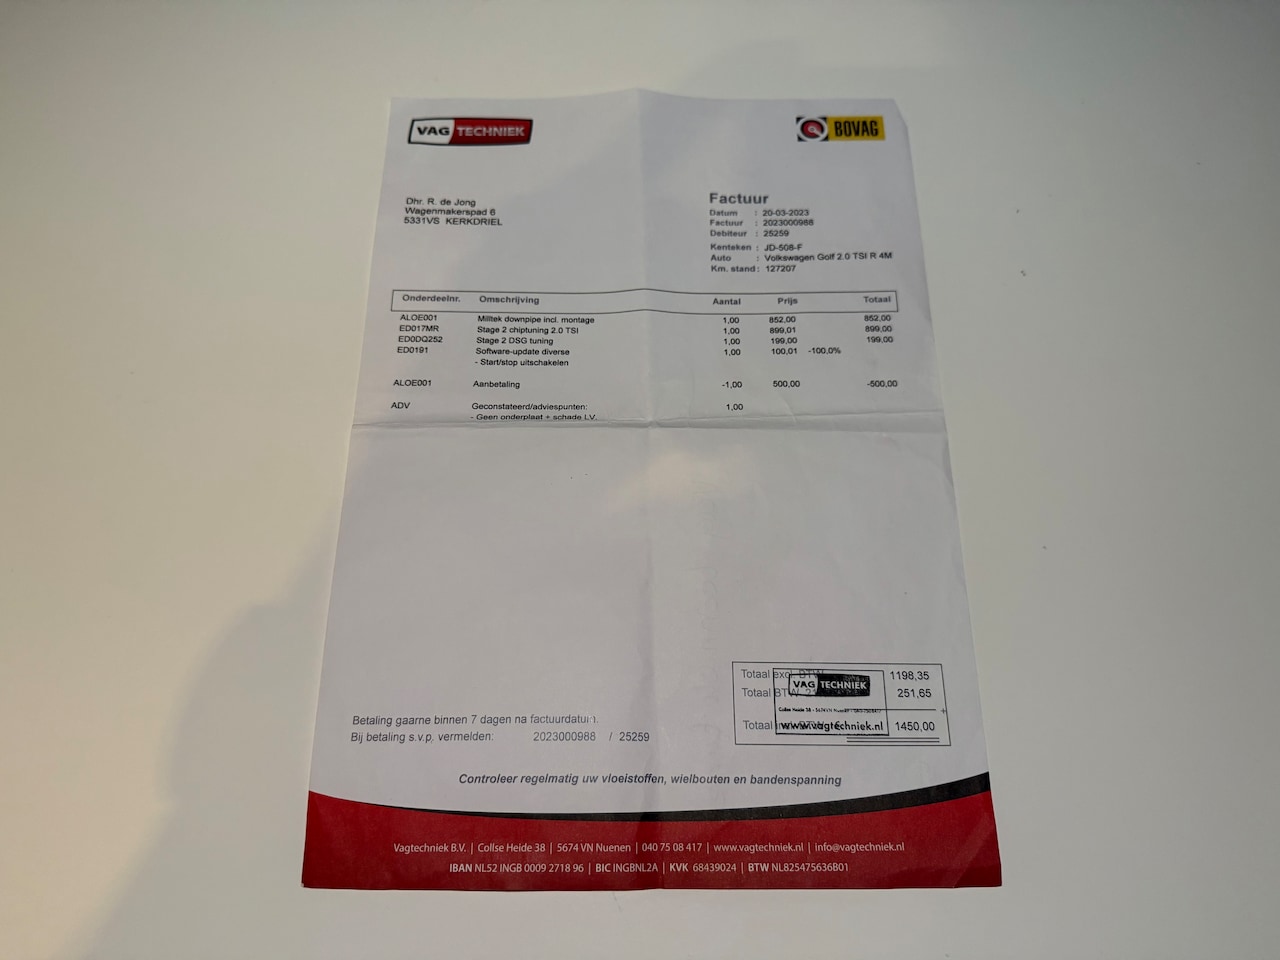 VAG TECHNIEK
BOVAG
Dhr. R. de Jong
Wagenmakerspad 6
5331VS KERKDRIEL
Factuur
Datum : 20-03-2023
Factuur : 2023000988
Debiteur : 25259
Kenteken : JD-508-F
Auto : Volkswagen Golf 2.0 TSI R 4M
Km. stand : 127207
Onderdeelnr. Omschrijving Aantal Prijs Totaal
ALOE001 Milltek downpipe incl. montage 1,00 852,00 852,00
ED017MR Stage 2 chiptuning 2.0 TSI 1,00 899,01 899,00
ED0DQ252 Stage 2 DSG tuning 1,00 199,00 199,00
ED0191 Software-update diverse 1,00 100,01 -100,0%
- Start/stop uitschakelen
ALOE001 Aanbetaling -1,00 500,00 -500,00
ADV Geconstateerd/adviespunten: 1,00
- Geen onderplaat + schade LV.
Totaal excl. BTW 1198,35
Totaal BTW 251,65
Totaal 1450,00
VAG TECHNIEK
Collse Heide 38 - 5674VN Nuenen
www.vagtechniek.nl
Betaling gaarne binnen 7 dagen na factuurdatum.
Bij betaling s.v.p. vermelden: 2023000988 / 25259
Controleer regelmatig uw vloeistoffen, wielbouten en bandenspanning
Vagtechniek B.V. | Collse Heide 38 | 5674 VN Nuenen | 040 75 08 417 | www.vagtechniek.nl | info@vagtechniek.nl
IBAN NL52 INGB 0009 2718 96 | BIC INGBNL2A | KVK 68439024 | BTW NL825475636B01